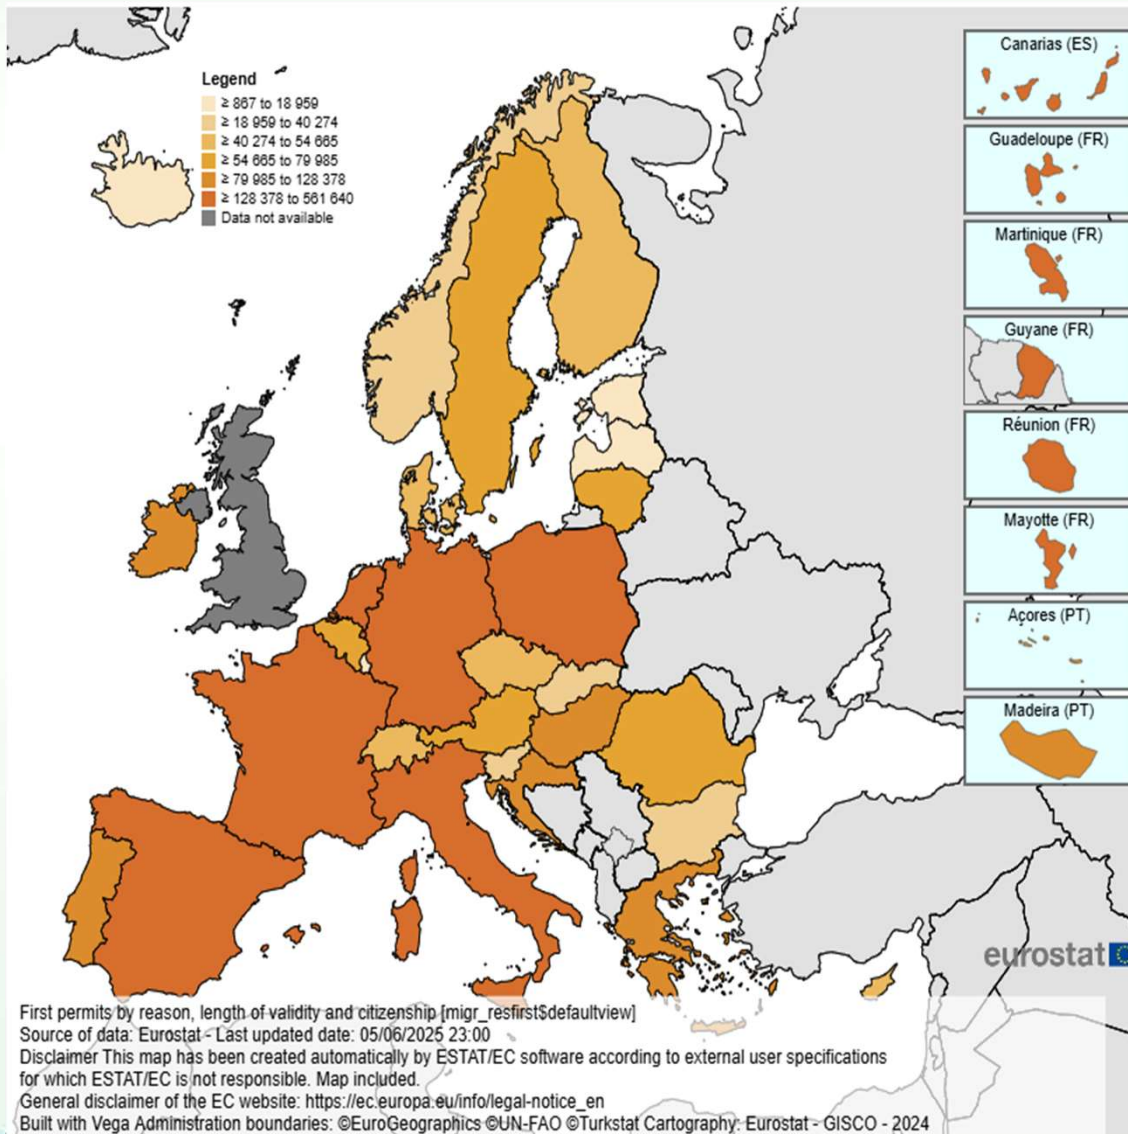 Legend
≥ 867 to 18 959
≥ 18 959 to 40 274
≥ 40 274 to 54 665
≥ 54 665 to 79 985
≥ 79 985 to 128 378
≥ 128 378 to 561 640
Data not available
Canarias (ES)
Guadeloupe (FR)
Martinique (FR)
Guyane (FR)
Réunion (FR)
Mayotte (FR)
Açores (PT)
Madeira (PT)
eurostat
First permits by reason, length of validity and citizenship [migr_resfirst$defaultview]
Source of data: Eurostat - Last updated date: 05/06/2025 23:00
Disclaimer This map has been created automatically by ESTAT/EC software according to external user specifications
for which ESTAT/EC is not responsible. Map included.
General disclaimer of the EC website: https://ec.europa.eu/info/legal-notice_en
Built with Vega Administration boundaries: ©EuroGeographics ©UN-FAO ©Turkstat Cartography: Eurostat - GISCO - 2024